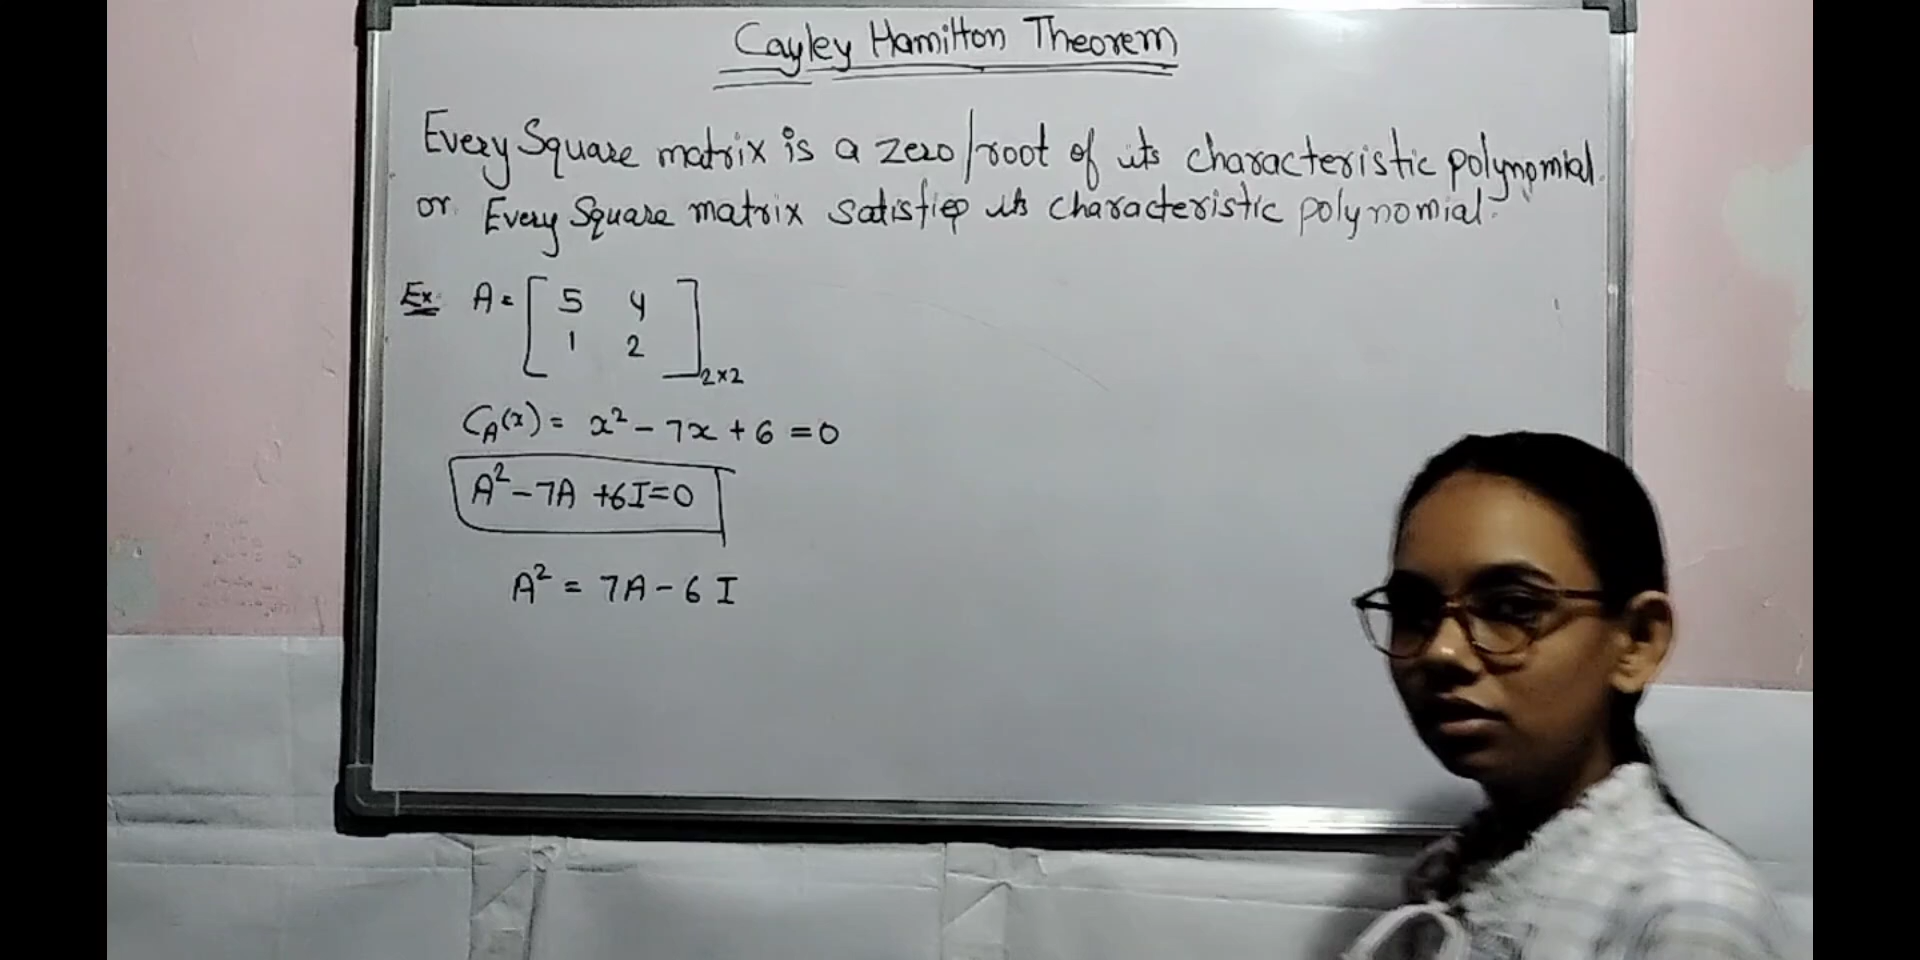 Cayley Hamilton Theorem
Every Square matrix is a zero/root of its characteristic polynomial.
or Every Square matrix satisfies its characteristic polynomial.
Ex. A = [ 5 4
1 2 ]2×2
CA(x) = x² - 7x + 6 = 0
A² - 7A + 6I = 0
A² = 7A - 6 I